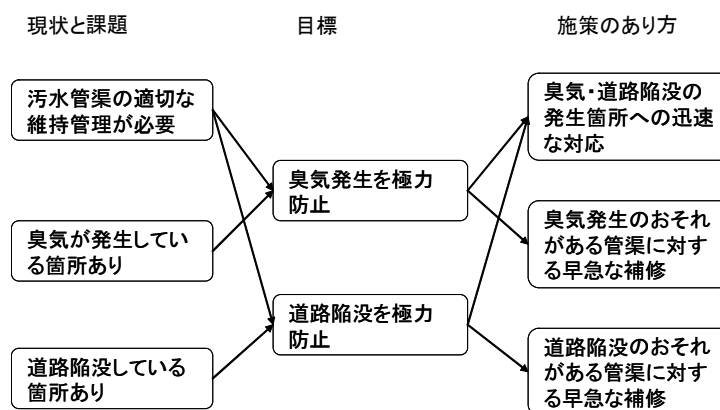 現状と課題
目標
施策のあり方
汚水管渠の適切な
維持管理が必要
臭気が発生してい
る箇所あり
道路陥没している
箇所あり
臭気発生を極力
防止
道路陥没を極力
防止
臭気・道路陥没の
発生箇所への迅速
な対応
臭気発生のおそれ
がある管渠に対す
る早急な補修
道路陥没のおそれ
がある管渠に対す
る早急な補修